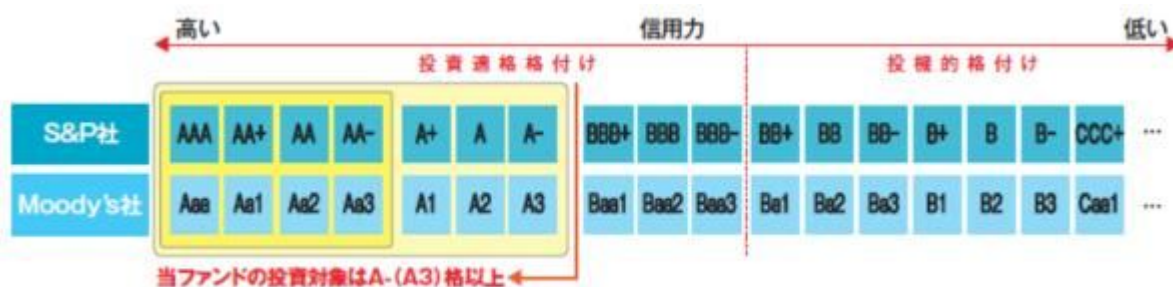 高い 信用力 低い
投資適格格付け 投機的格付け
S&P社 AAA AA+ AA AA- A+ A A- BBB+ BBB BBB- BB+ BB BB- B+ B B- CCC+ …
Moody's社 Aaa Aa1 Aa2 Aa3 A1 A2 A3 Baa1 Baa2 Baa3 Ba1 Ba2 Ba3 B1 B2 B3 Caa1 …
当ファンドの投資対象はA-(A3)格以上